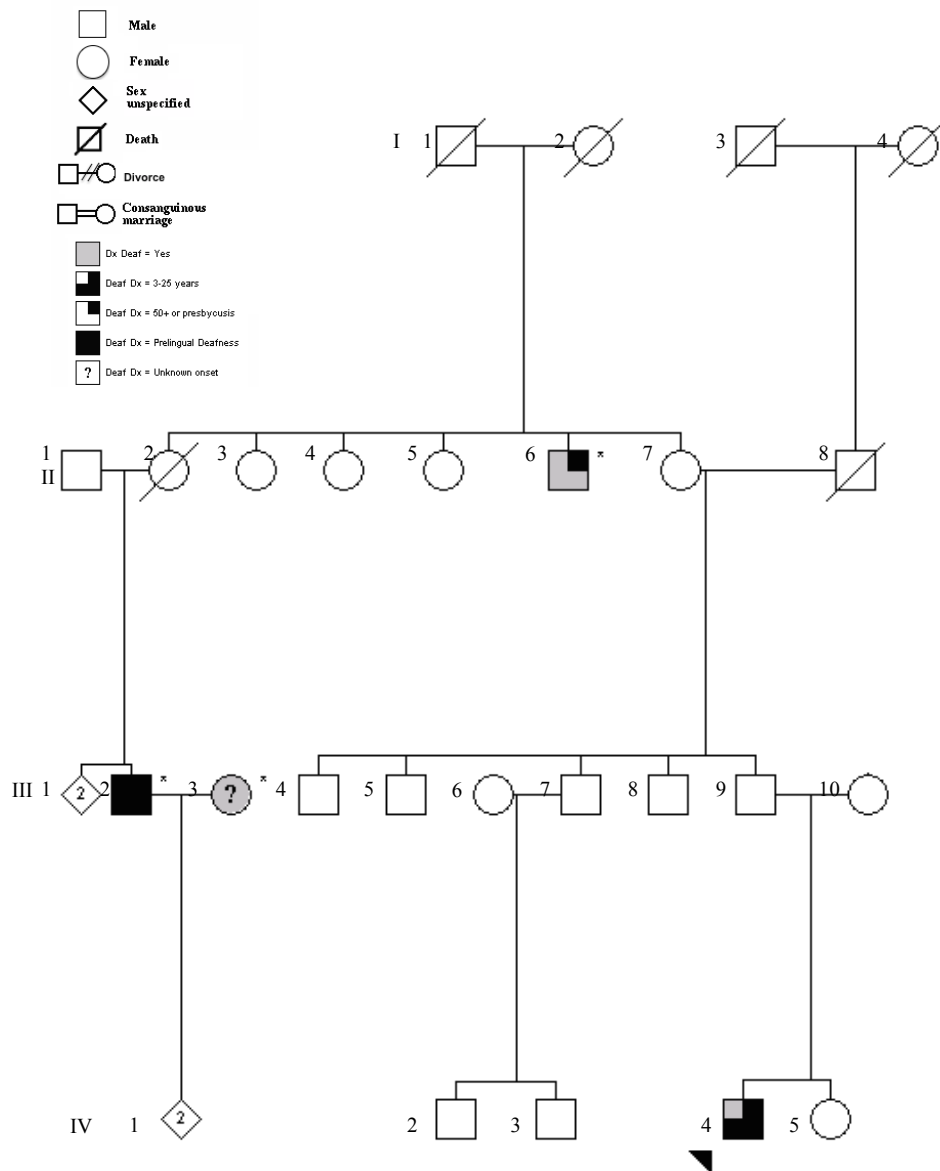 Male
Female
Sex
unspecified
Death
Divorce
Consanguinous
marriage
Dx Deaf = Yes
Deaf Dx = 3-25 years
Deaf Dx = 50+ or presbycusis
Deaf Dx = Prelingual Deafness
? Deaf Dx = Unknown onset
I 1 2 3 4
1 2 3 4 5 6 * 7 8
II
III 1 2 2 * 3 ? * 4 5 6 7 8 9 10
IV 1 2 2 3 4 5